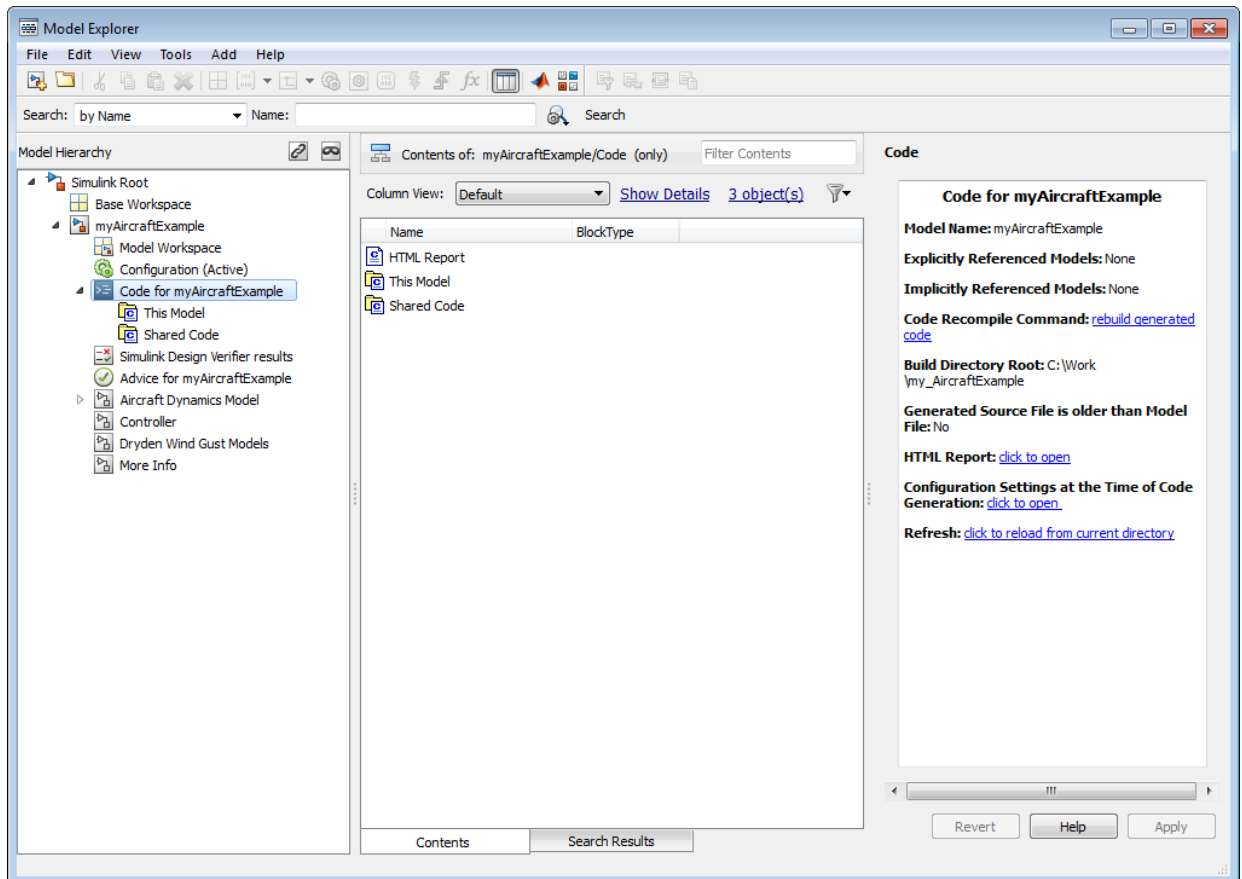 Model Explorer
File Edit View Tools Add Help
Search: by Name Name: Search
Model Hierarchy
Simulink Root
Base Workspace
myAircraftExample
Model Workspace
Configuration (Active)
Code for myAircraftExample
This Model
Shared Code
Simulink Design Verifier results
Advice for myAircraftExample
Aircraft Dynamics Model
Controller
Dryden Wind Gust Models
More Info
Contents of: myAircraftExample/Code (only) Filter Contents
Column View: Default Show Details 3 object(s)
Name BlockType
HTML Report
This Model
Shared Code
Contents Search Results
Code
Code for myAircraftExample
Model Name: myAircraftExample
Explicitly Referenced Models: None
Implicitly Referenced Models: None
Code Recompile Command: rebuild generated
code
Build Directory Root: C:\Work
\my_AircraftExample
Generated Source File is older than Model
File: No
HTML Report: click to open
Configuration Settings at the Time of Code
Generation: click to open
Refresh: click to reload from current directory
Revert Help Apply